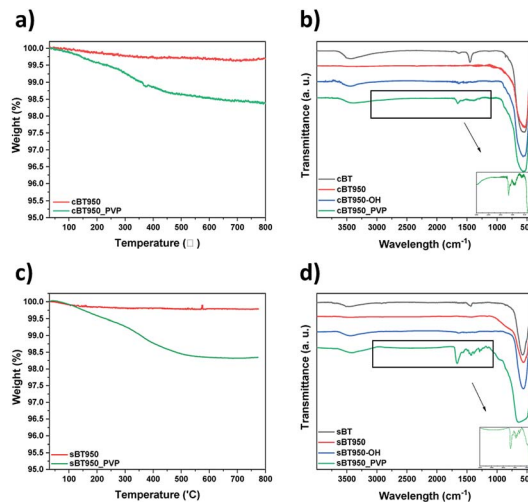 a)
100.0
99.5
99.0
98.5
98.0
97.5
97.0
96.5
96.0
95.5
95.0
Weight (%)
cBT950
cBT950_PVP
0 100 200 300 400 500 600 700 800
Temperature (□)
b)
Transmittance (a. u.)
cBT
cBT950
cBT950-OH
cBT950_PVP
3500 3000 2500 2000 1500 1000 500
Wavelength (cm⁻¹)
c)
100.0
99.5
99.0
98.5
98.0
97.5
97.0
96.5
96.0
95.5
95.0
Weight (%)
sBT950
sBT950_PVP
0 100 200 300 400 500 600 700 800
Temperature (˚C)
d)
Transmittance (a. u.)
sBT
sBT950
sBT950-OH
sBT950_PVP
3500 3000 2500 2000 1500 1000 500
Wavelength (cm⁻¹)